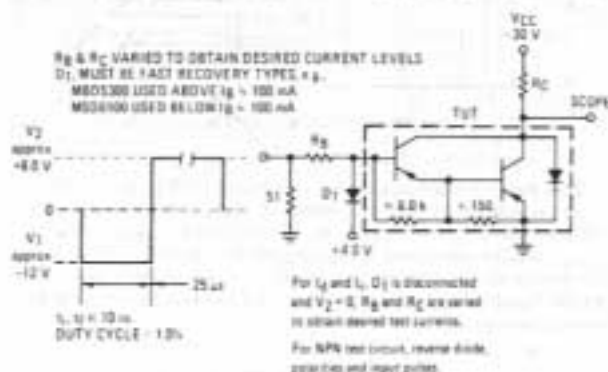 RB & RC VARIED TO OBTAIN DESIRED CURRENT LEVELS
D1, MUST BE FAST RECOVERY TYPES, e.g.,
MBD5300 USED ABOVE IB ≈ 100 mA
MSD6100 USED BELOW IB ≈ 100 mA
VCC
-30 V
RC
SCOPE
TUT
V2
approx
+8.0 V
0
V1
approx
-12 V
25 µs
tr, tf < 10 ns
DUTY CYCLE = 1.0%
51
RB
D1
+4.0 V
≈ 8.0 k
≈ 150
For td and tr, D1 is disconnected
and V2 = 0, RB and RC are varied
to obtain desired test currents.
For NPN test circuit, reverse diode,
polarities and input pulses.